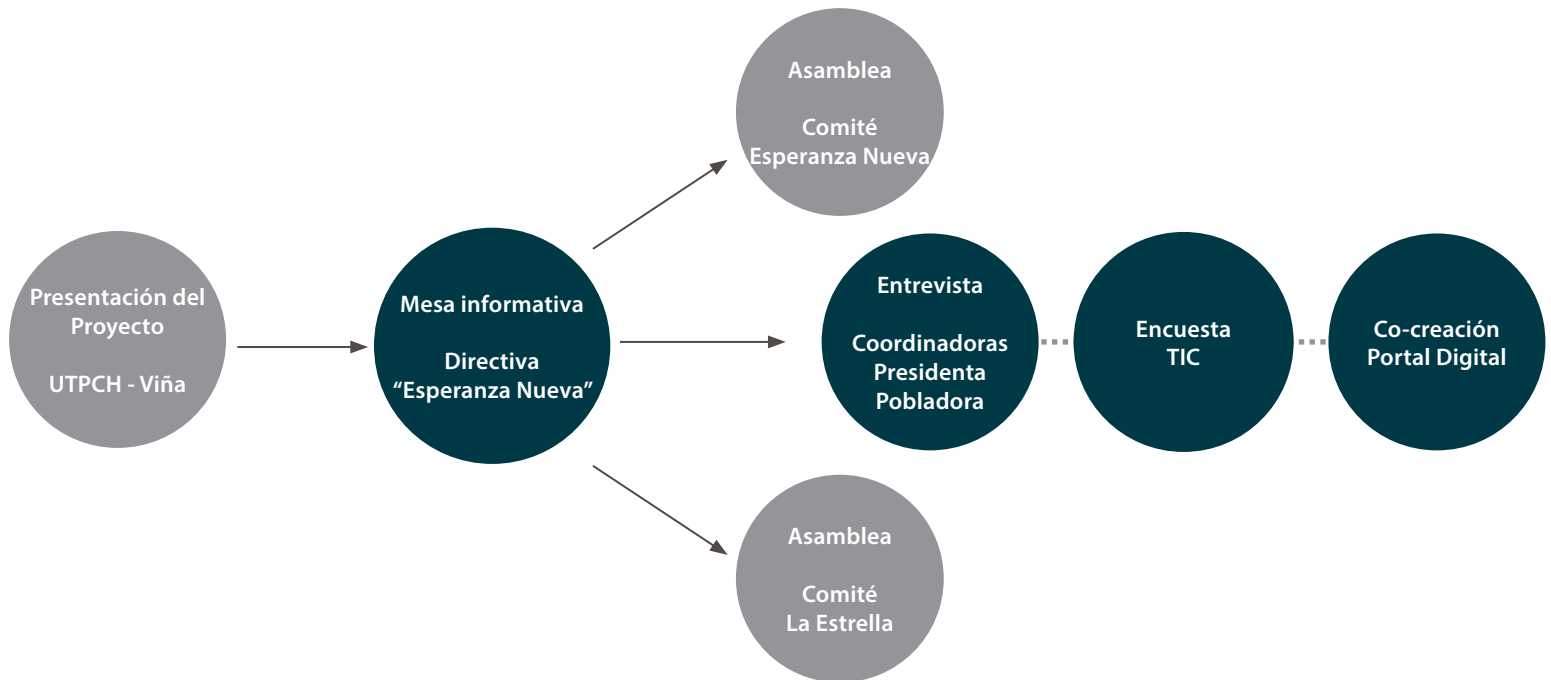 Presentación del
Proyecto
UTPCH - Viña
Mesa informativa
Directiva
“Esperanza Nueva”
Asamblea
Comité
Esperanza Nueva
Entrevista
Coordinadoras
Presidenta
Pobladora
Encuesta
TIC
Co-creación
Portal Digital
Asamblea
Comité
La Estrella